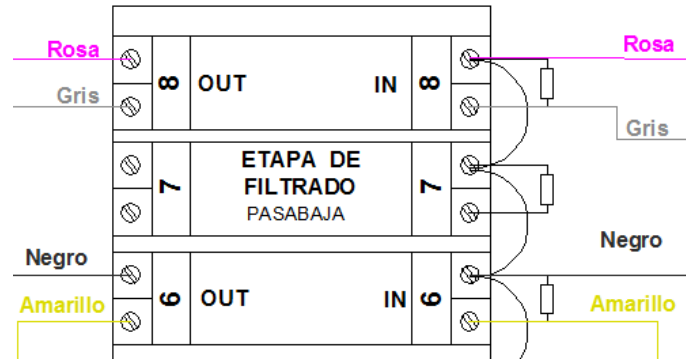 Rosa
Rosa
8 OUT IN 8
Gris
Gris
7 ETAPA DE 7
FILTRADO
PASABAJA
Negro
Negro
6 OUT IN 6
Amarillo
Amarillo